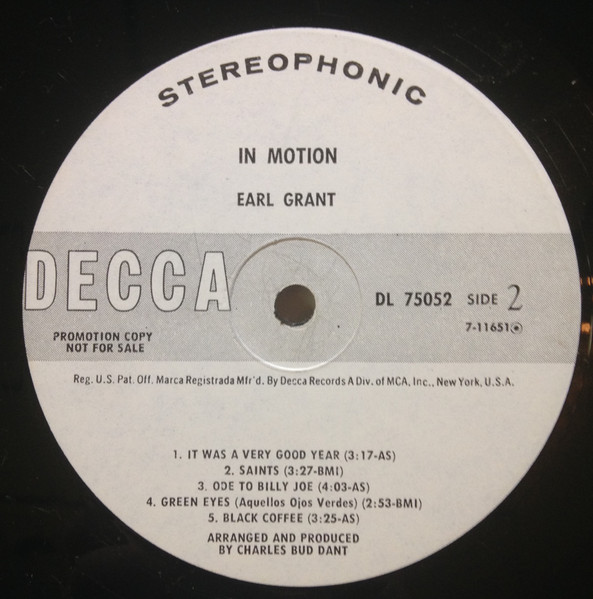 STEREOPHONIC
IN MOTION
EARL GRANT
DECCA
DL 75052 SIDE 2
7-11651
PROMOTION COPY
NOT FOR SALE
Reg. U.S. Pat. Off. Marca Registrada Mfr'd. By Decca Records A Div. of MCA, Inc., New York, U.S.A.
1. IT WAS A VERY GOOD YEAR (3:17-AS)
2. SAINTS (3:27-BMI)
3. ODE TO BILLY JOE (4:03-AS)
4. GREEN EYES (Aquellos Ojos Verdes) (2:53-BMI)
5. BLACK COFFEE (3:25-AS)
ARRANGED AND PRODUCED
BY CHARLES BUD DANT